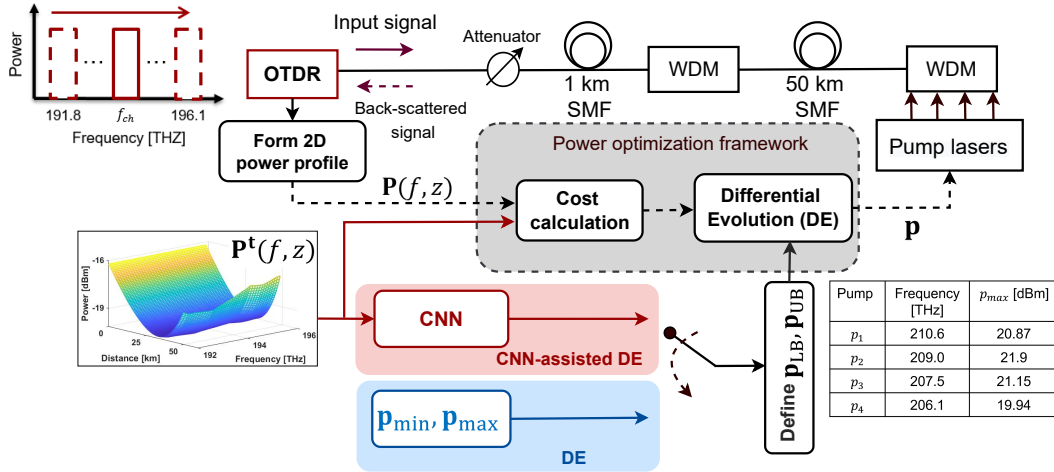 Power
191.8
f_ch
196.1
Frequency [THZ]
...
...
OTDR
Input signal
Back-scattered
signal
Attenuator
1 km
SMF
WDM
50 km
SMF
WDM
Pump lasers
Form 2D
power profile
P(f, z)
Power optimization framework
Cost
calculation
Differential
Evolution (DE)
p
P^t(f, z)
-16
-19
Power [dBm]
0
25
50
Distance [km]
192
194
196
Frequency [THz]
CNN
CNN-assisted DE
p_min, p_max
DE
Define p_LB, p_UB
Pump Frequency [THz] p_max [dBm]
p_1 210.6 20.87
p_2 209.0 21.9
p_3 207.5 21.15
p_4 206.1 19.94